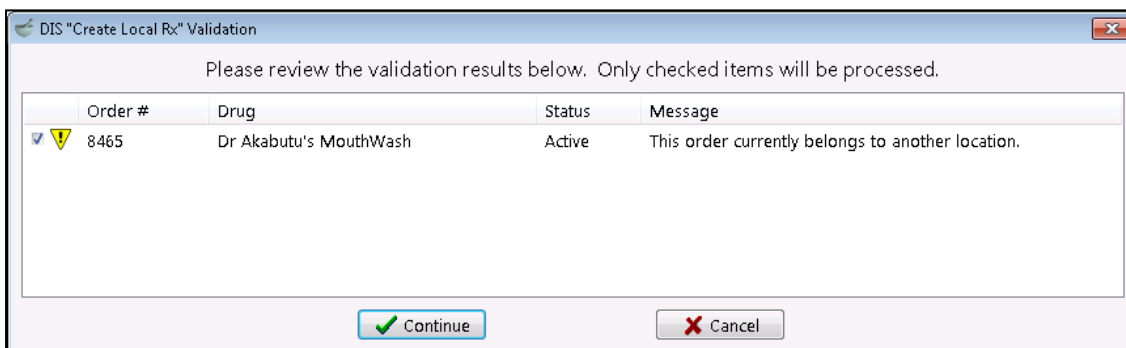 DIS "Create Local Rx" Validation
Please review the validation results below. Only checked items will be processed.
Order # Drug Status Message
8465 Dr Akabutu's MouthWash Active This order currently belongs to another location.
Continue Cancel